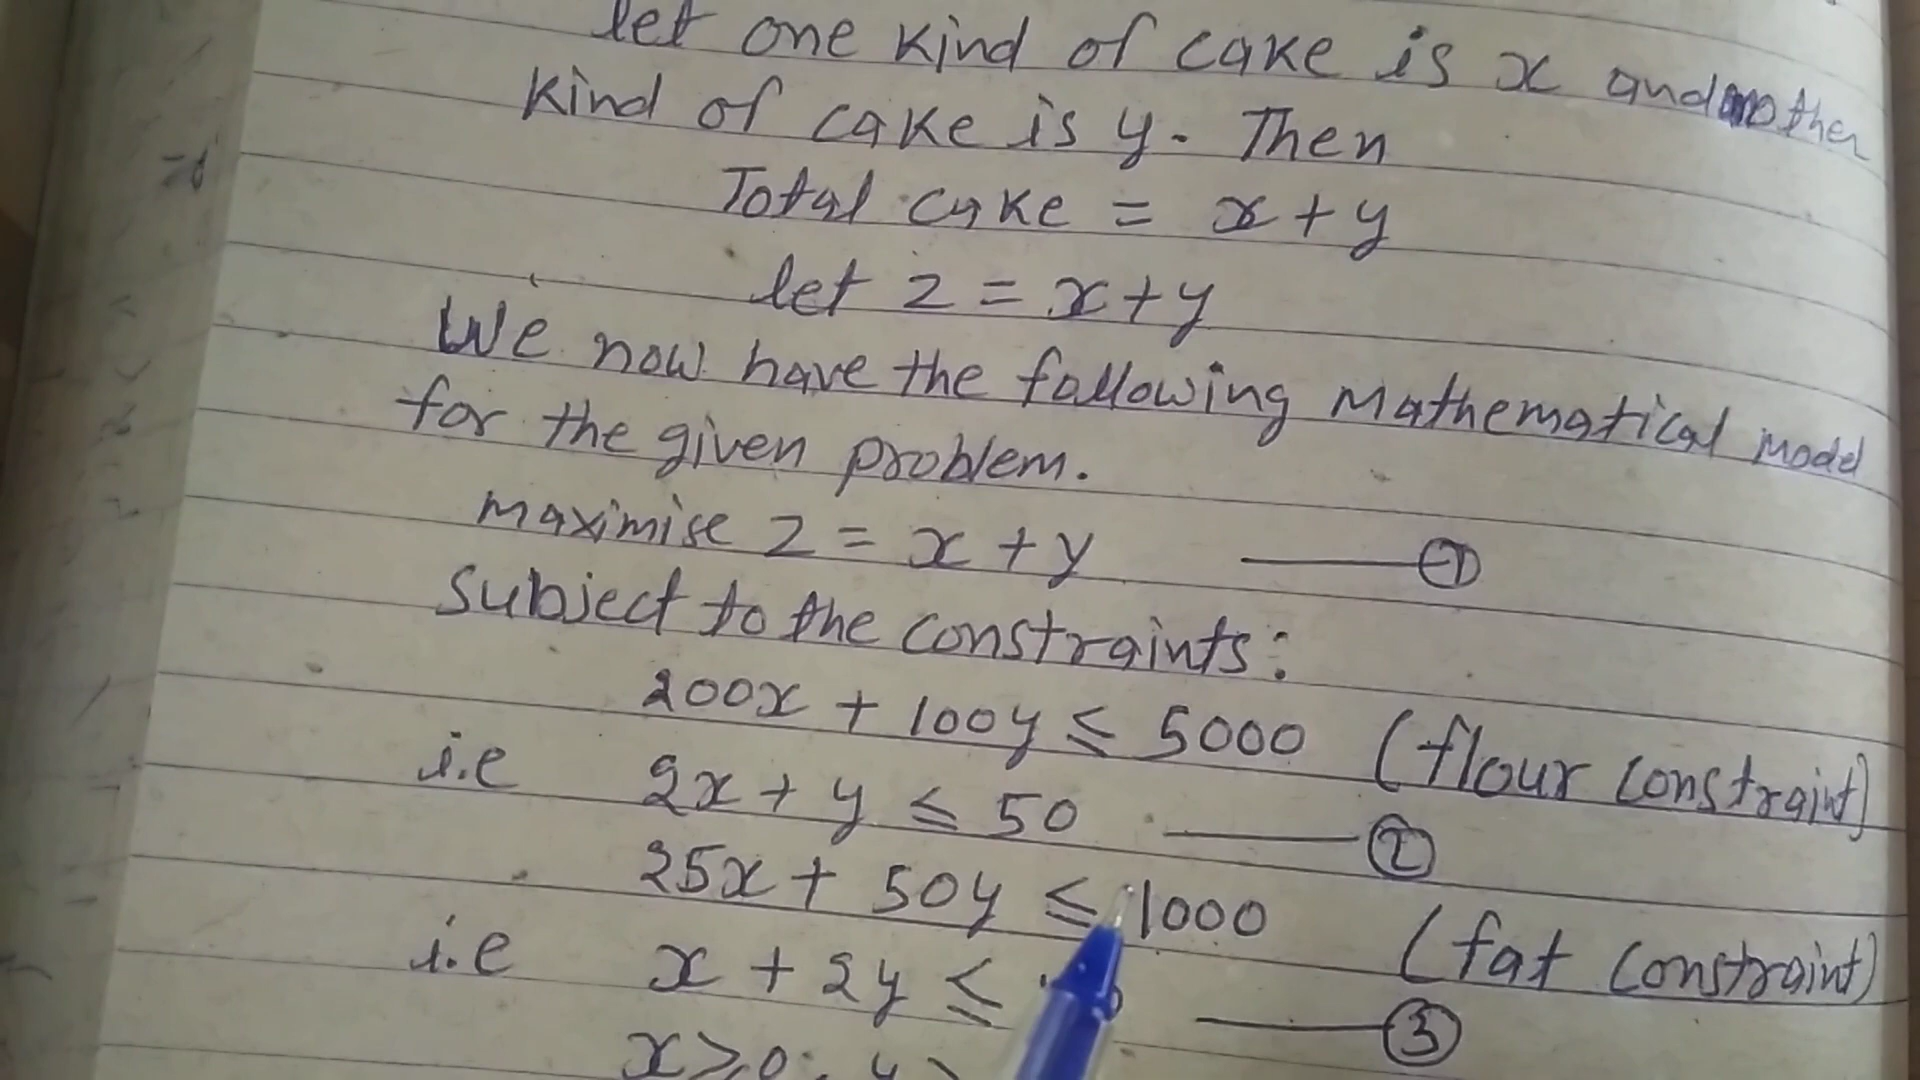 let one kind of cake is x and another
kind of cake is y. Then
Total cake = x + y
let z = x + y
We now have the following Mathematical model
for the given problem.
maximise z = x + y ——— ①
subject to the constraints:
200x + 100y ≤ 5000 (flour constraint)
i.e 2x + y ≤ 50 ——— ②
25x + 50y ≤ 1000 (fat constraint)
i.e x + 2y ≤ ——— ③
x ≥ 0, y